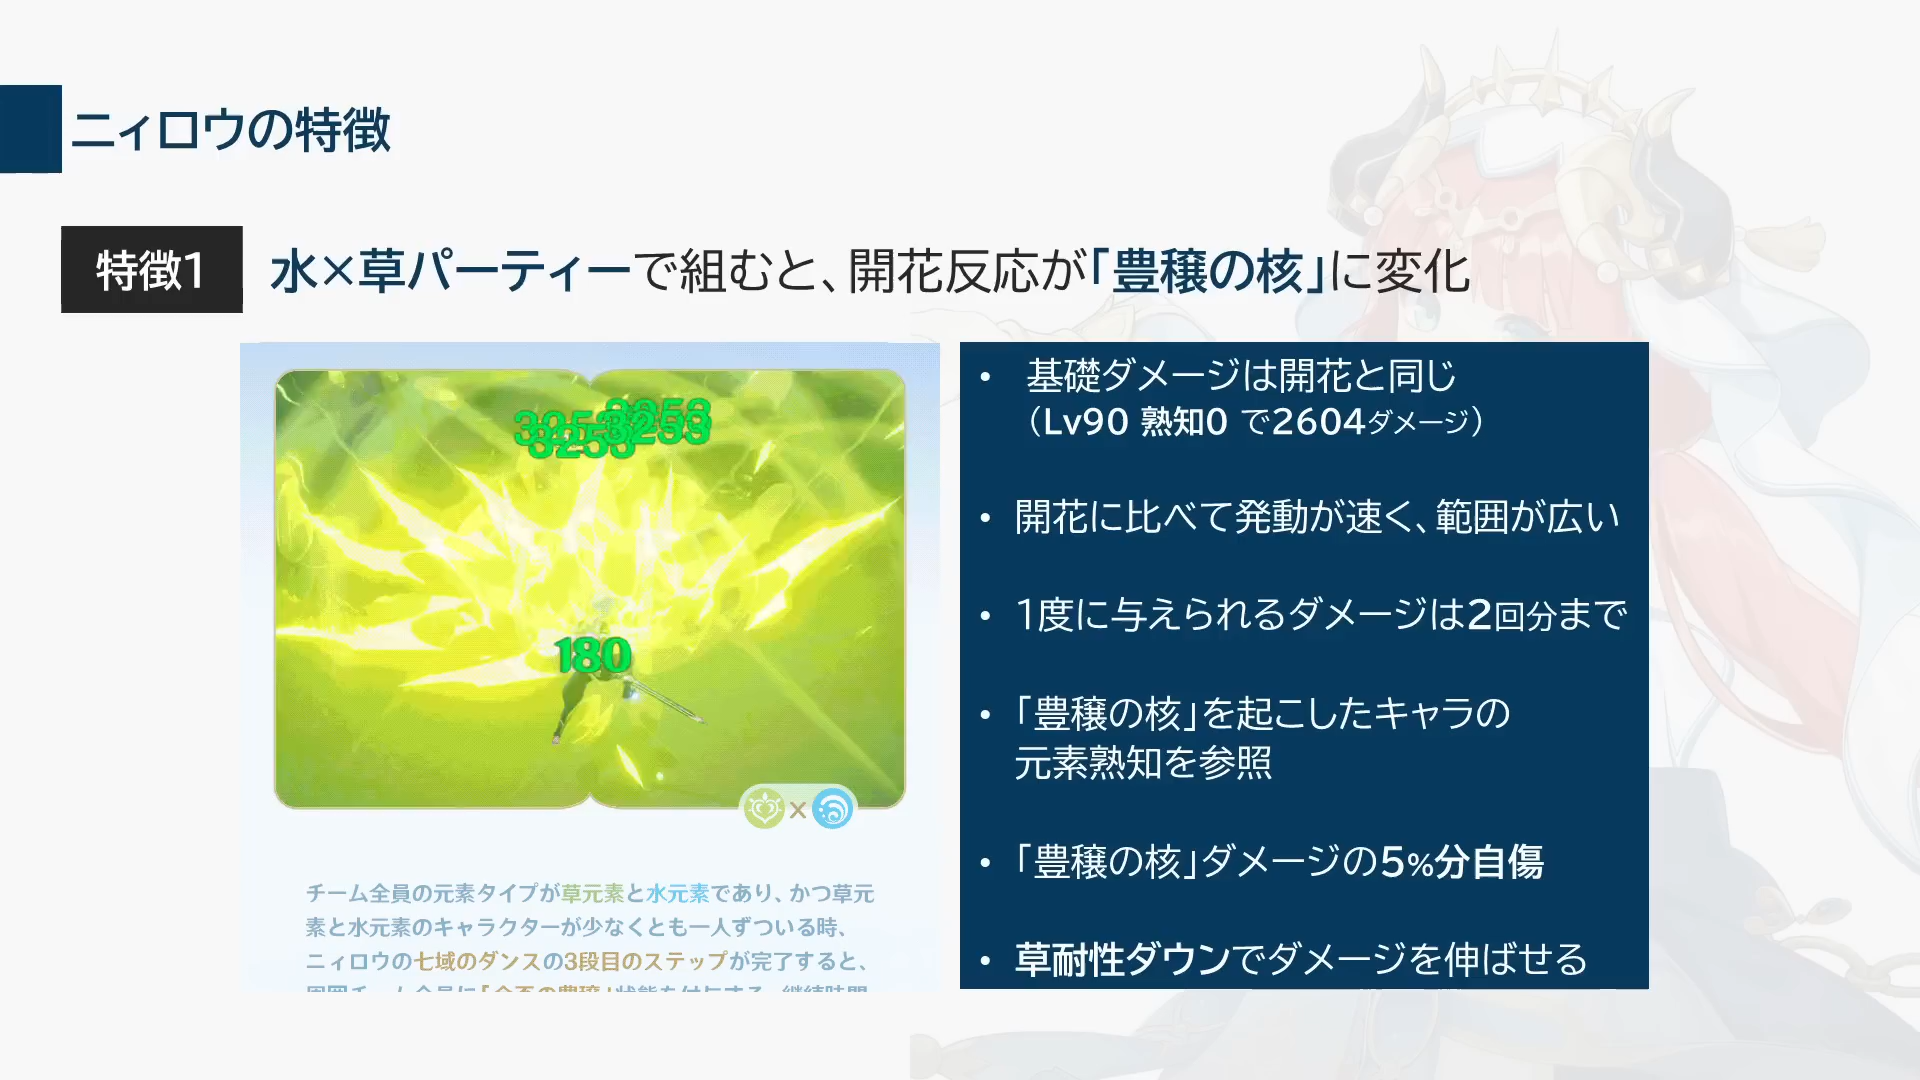 ニィロウの特徴
特徴1
水×草パーティーで組むと、開花反応が「豊穣の核」に変化
3253
3253
180
チーム全員の元素タイプが草元素と水元素であり、かつ草元
素と水元素のキャラクターが少なくとも一人ずついる時、
ニィロウの七域のダンスの3段目のステップが完了すると、
• 基礎ダメージは開花と同じ
（Lv90 熟知0 で2604ダメージ）
• 開花に比べて発動が速く、範囲が広い
• 1度に与えられるダメージは2回分まで
• 「豊穣の核」を起こしたキャラの
元素熟知を参照
• 「豊穣の核」ダメージの5%分自傷
• 草耐性ダウンでダメージを伸ばせる